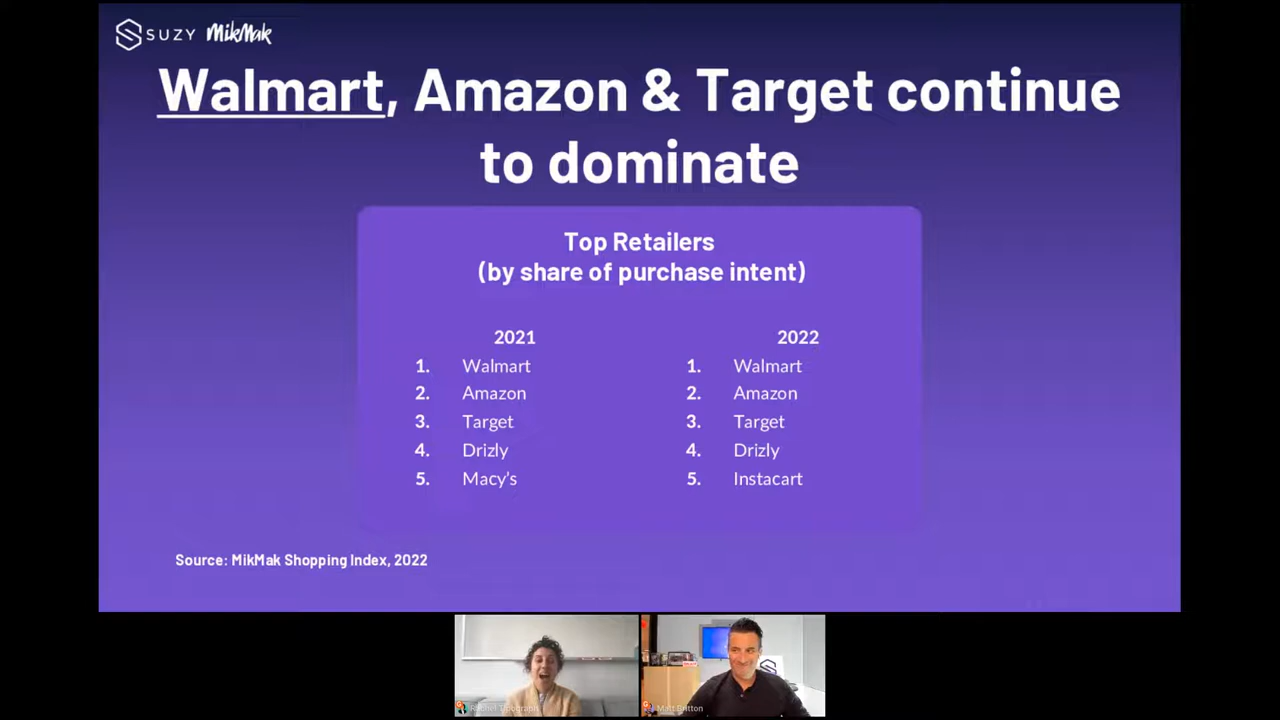 SUZY MikMak
Walmart, Amazon & Target continue
to dominate
Top Retailers
(by share of purchase intent)
2021
1. Walmart
2. Amazon
3. Target
4. Drizly
5. Macy's
2022
1. Walmart
2. Amazon
3. Target
4. Drizly
5. Instacart
Source: MikMak Shopping Index, 2022
Matt Britton